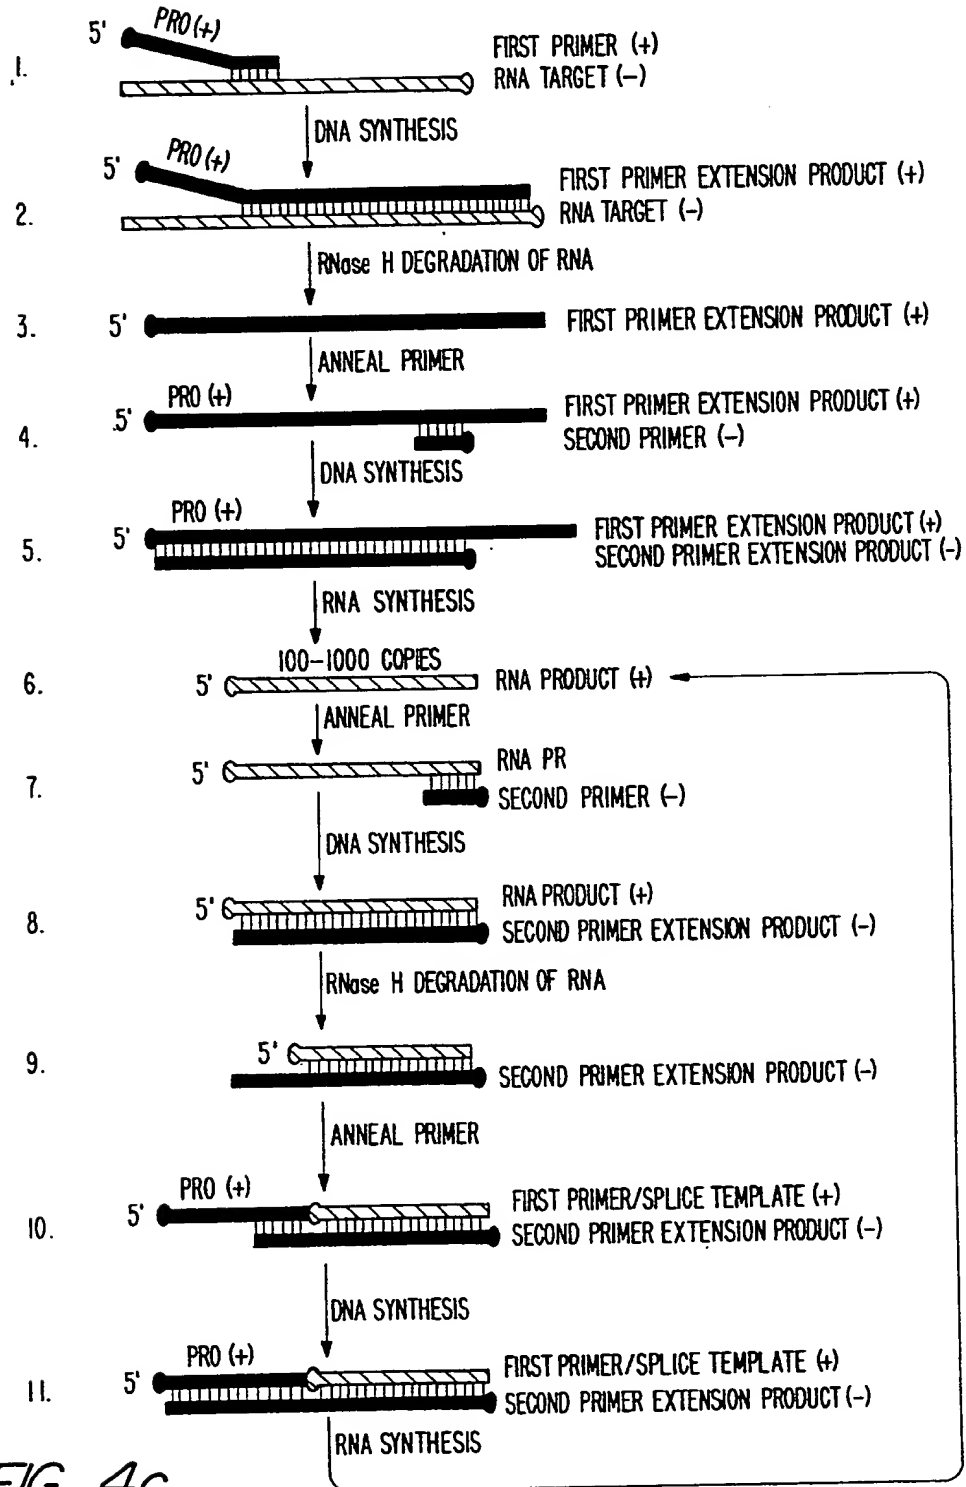 5' PRO (+)
1.
FIRST PRIMER (+)
RNA TARGET (-)
DNA SYNTHESIS
5' PRO (+)
2.
FIRST PRIMER EXTENSION PRODUCT (+)
RNA TARGET (-)
RNase H DEGRADATION OF RNA
3. 5' FIRST PRIMER EXTENSION PRODUCT (+)
ANNEAL PRIMER
PRO (+)
4. 5' FIRST PRIMER EXTENSION PRODUCT (+)
SECOND PRIMER (-)
DNA SYNTHESIS
PRO (+)
5. 5' FIRST PRIMER EXTENSION PRODUCT (+)
SECOND PRIMER EXTENSION PRODUCT (-)
RNA SYNTHESIS
100-1000 COPIES
6. 5' RNA PRODUCT (+)
ANNEAL PRIMER
7. 5' RNA PR
SECOND PRIMER (-)
DNA SYNTHESIS
8. 5' RNA PRODUCT (+)
SECOND PRIMER EXTENSION PRODUCT (-)
RNase H DEGRADATION OF RNA
9. 5'
SECOND PRIMER EXTENSION PRODUCT (-)
ANNEAL PRIMER
PRO (+)
10. 5' FIRST PRIMER/SPLICE TEMPLATE (+)
SECOND PRIMER EXTENSION PRODUCT (-)
DNA SYNTHESIS
PRO (+)
11. 5' FIRST PRIMER/SPLICE TEMPLATE (+)
SECOND PRIMER EXTENSION PRODUCT (-)
RNA SYNTHESIS
FIG. 4c